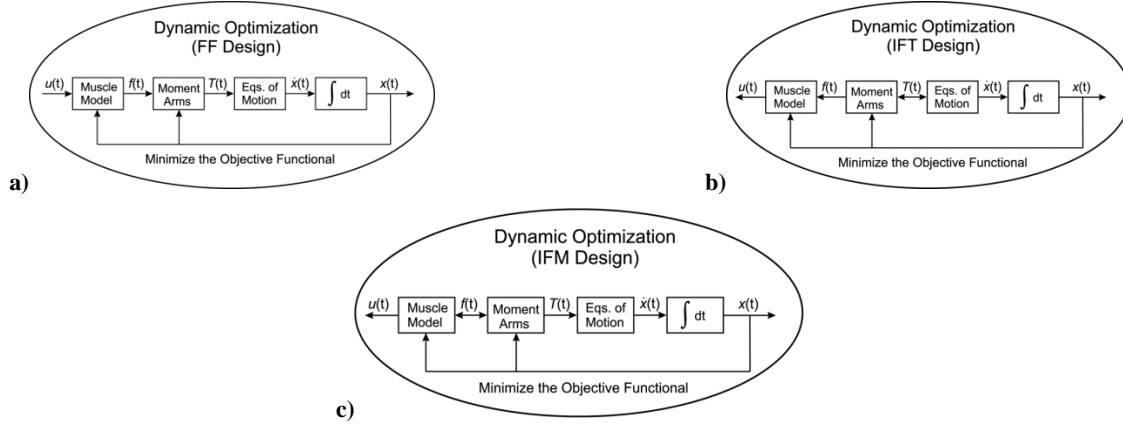 Dynamic Optimization
(FF Design)
u(t) Muscle Model f(t) Moment Arms T(t) Eqs. of Motion ẋ(t) ∫ dt x(t)
Minimize the Objective Functional
a)
Dynamic Optimization
(IFT Design)
u(t) Muscle Model f(t) Moment Arms T(t) Eqs. of Motion ẋ(t) ∫ dt x(t)
Minimize the Objective Functional
b)
Dynamic Optimization
(IFM Design)
u(t) Muscle Model f(t) Moment Arms T(t) Eqs. of Motion ẋ(t) ∫ dt x(t)
Minimize the Objective Functional
c)